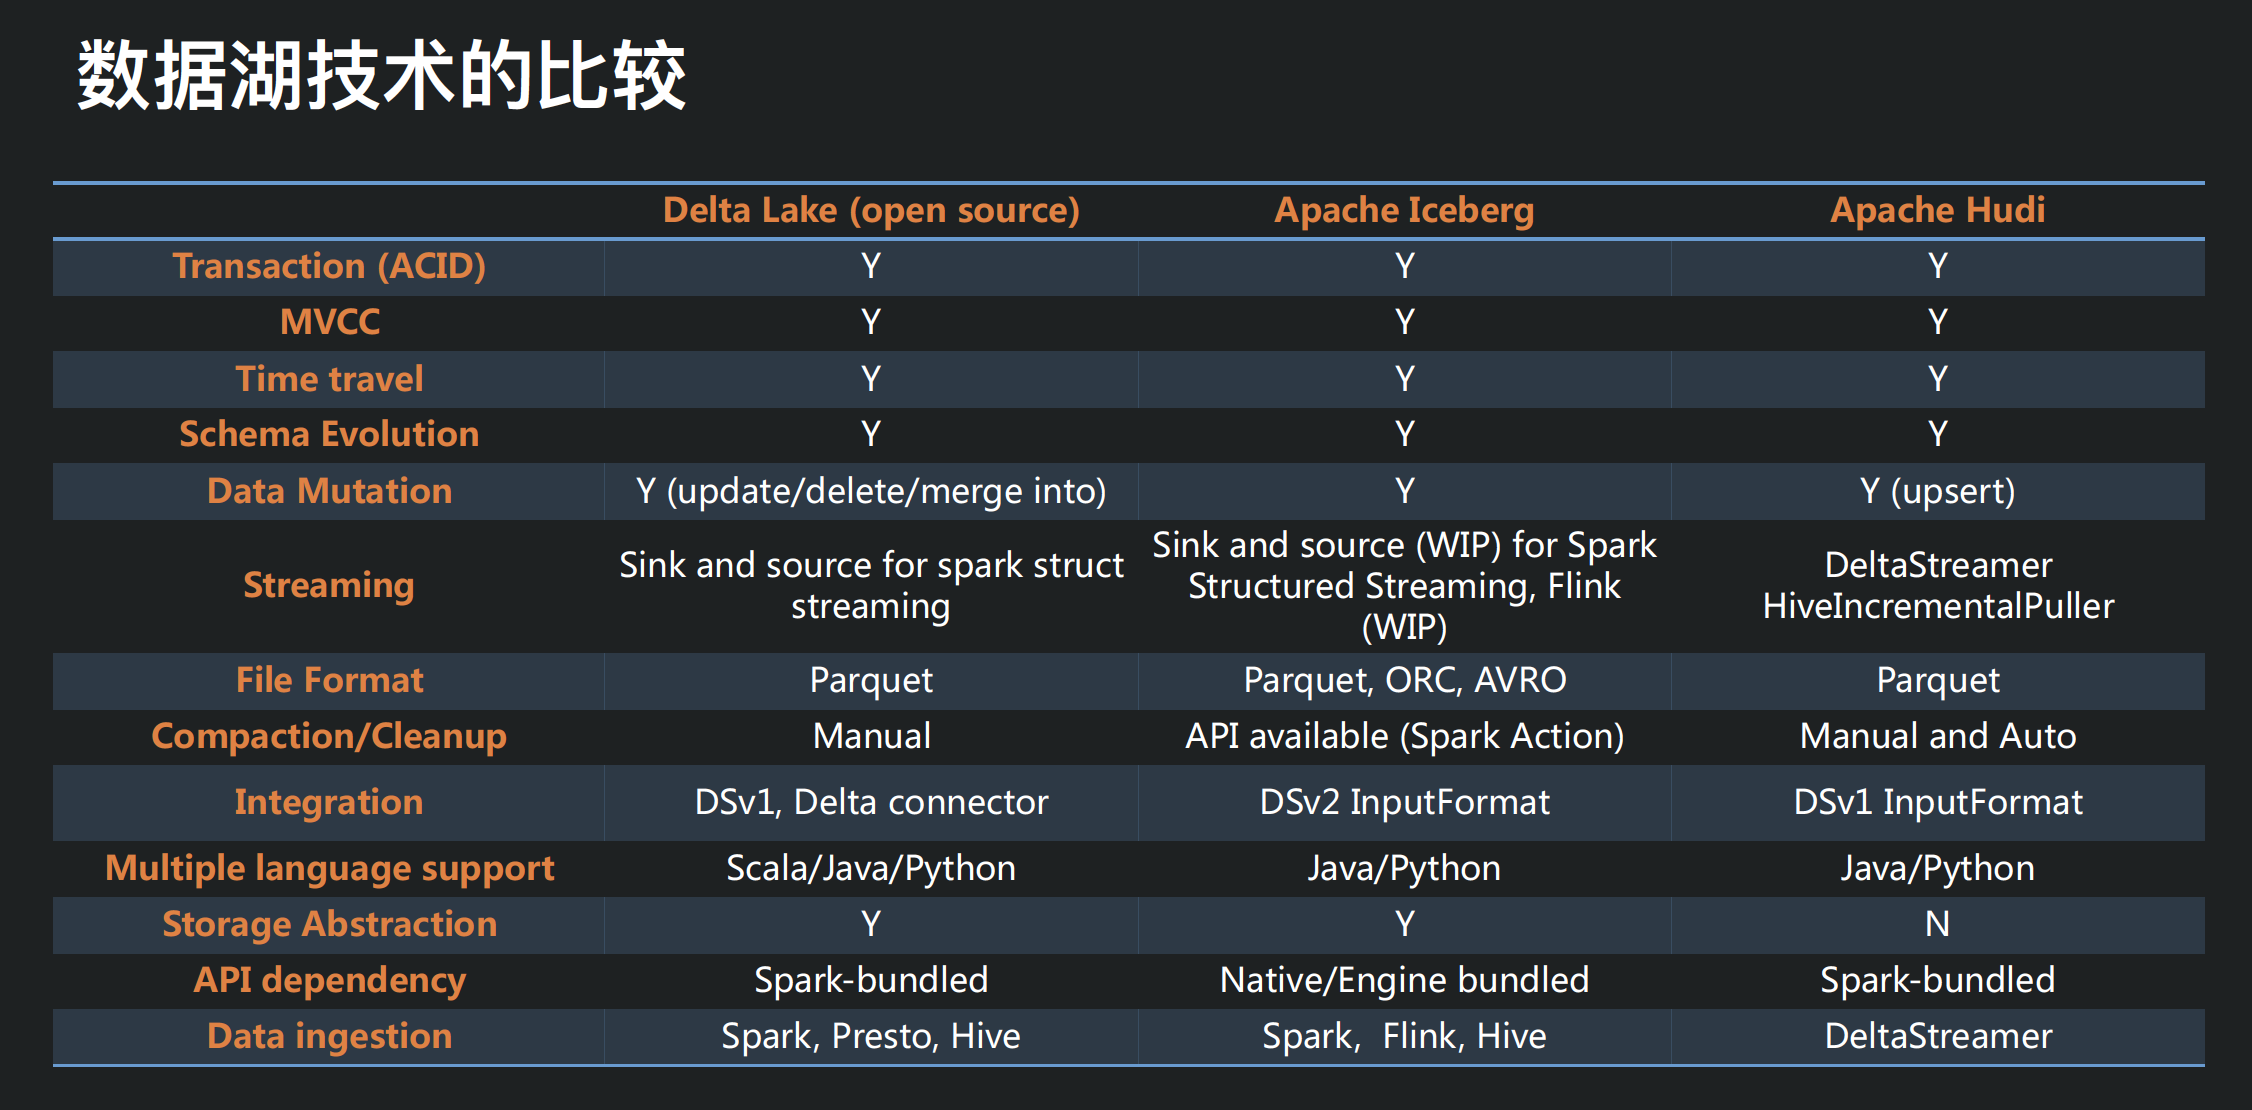 数据湖技术的比较
Delta Lake (open source) Apache Iceberg Apache Hudi
Transaction (ACID) Y Y Y
MVCC Y Y Y
Time travel Y Y Y
Schema Evolution Y Y Y
Data Mutation Y (update/delete/merge into) Y Y (upsert)
Streaming
Sink and source for spark struct
streaming
Sink and source (WIP) for Spark
Structured Streaming, Flink
(WIP)
DeltaStreamer
HiveIncrementalPuller
File Format Parquet Parquet, ORC, AVRO Parquet
Compaction/Cleanup Manual API available (Spark Action) Manual and Auto
Integration DSv1, Delta connector DSv2 InputFormat DSv1 InputFormat
Multiple language support Scala/Java/Python Java/Python Java/Python
Storage Abstraction Y Y N
API dependency Spark-bundled Native/Engine bundled Spark-bundled
Data ingestion Spark, Presto, Hive Spark, Flink, Hive DeltaStreamer